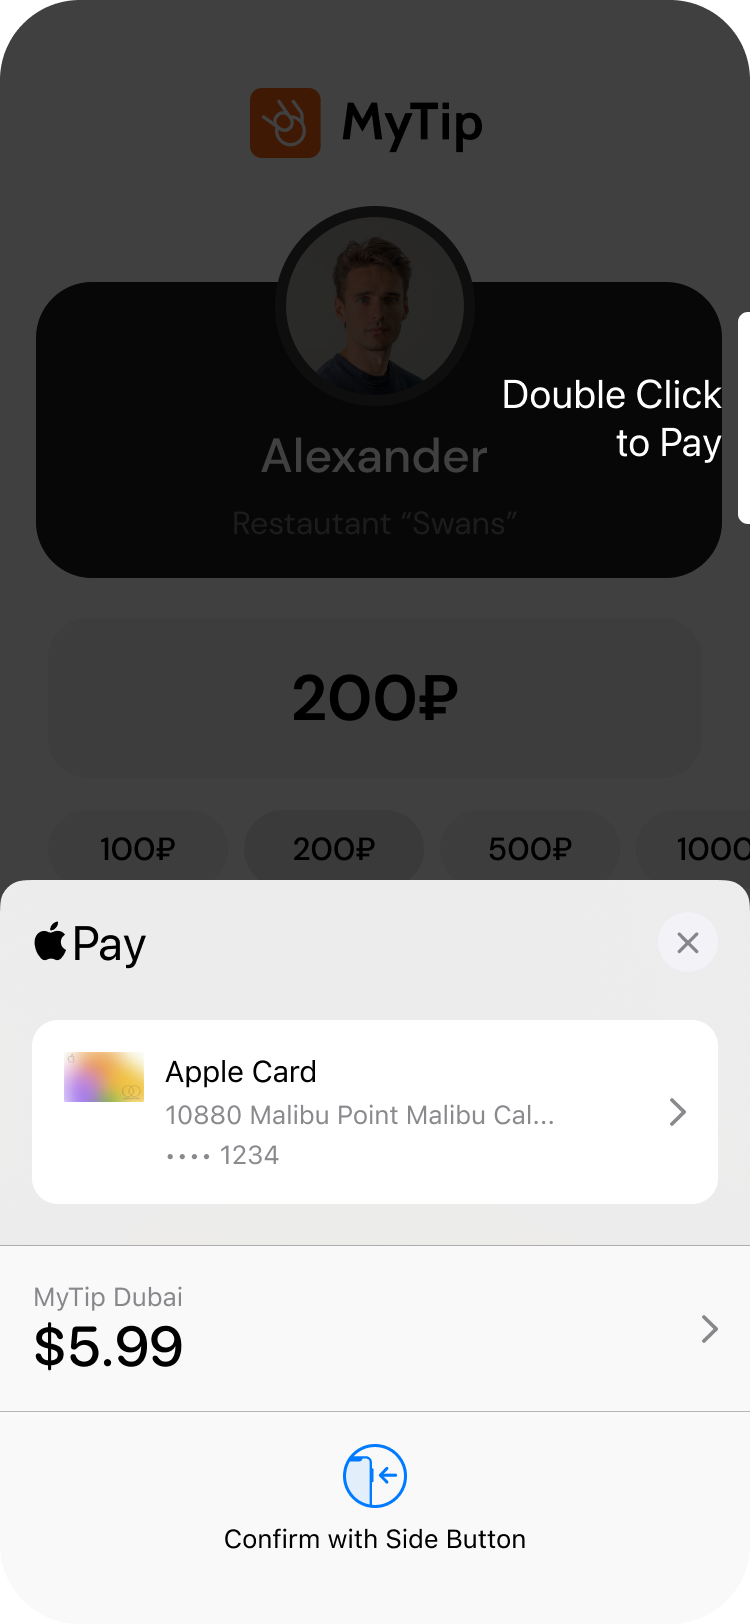 MyTip
Double Click
to Pay
Alexander
Restautant “Swans”
200₽
100₽
200₽
500₽
1000
Pay
Apple Card
10880 Malibu Point Malibu Cal...
•••• 1234
MyTip Dubai
$5.99
Confirm with Side Button